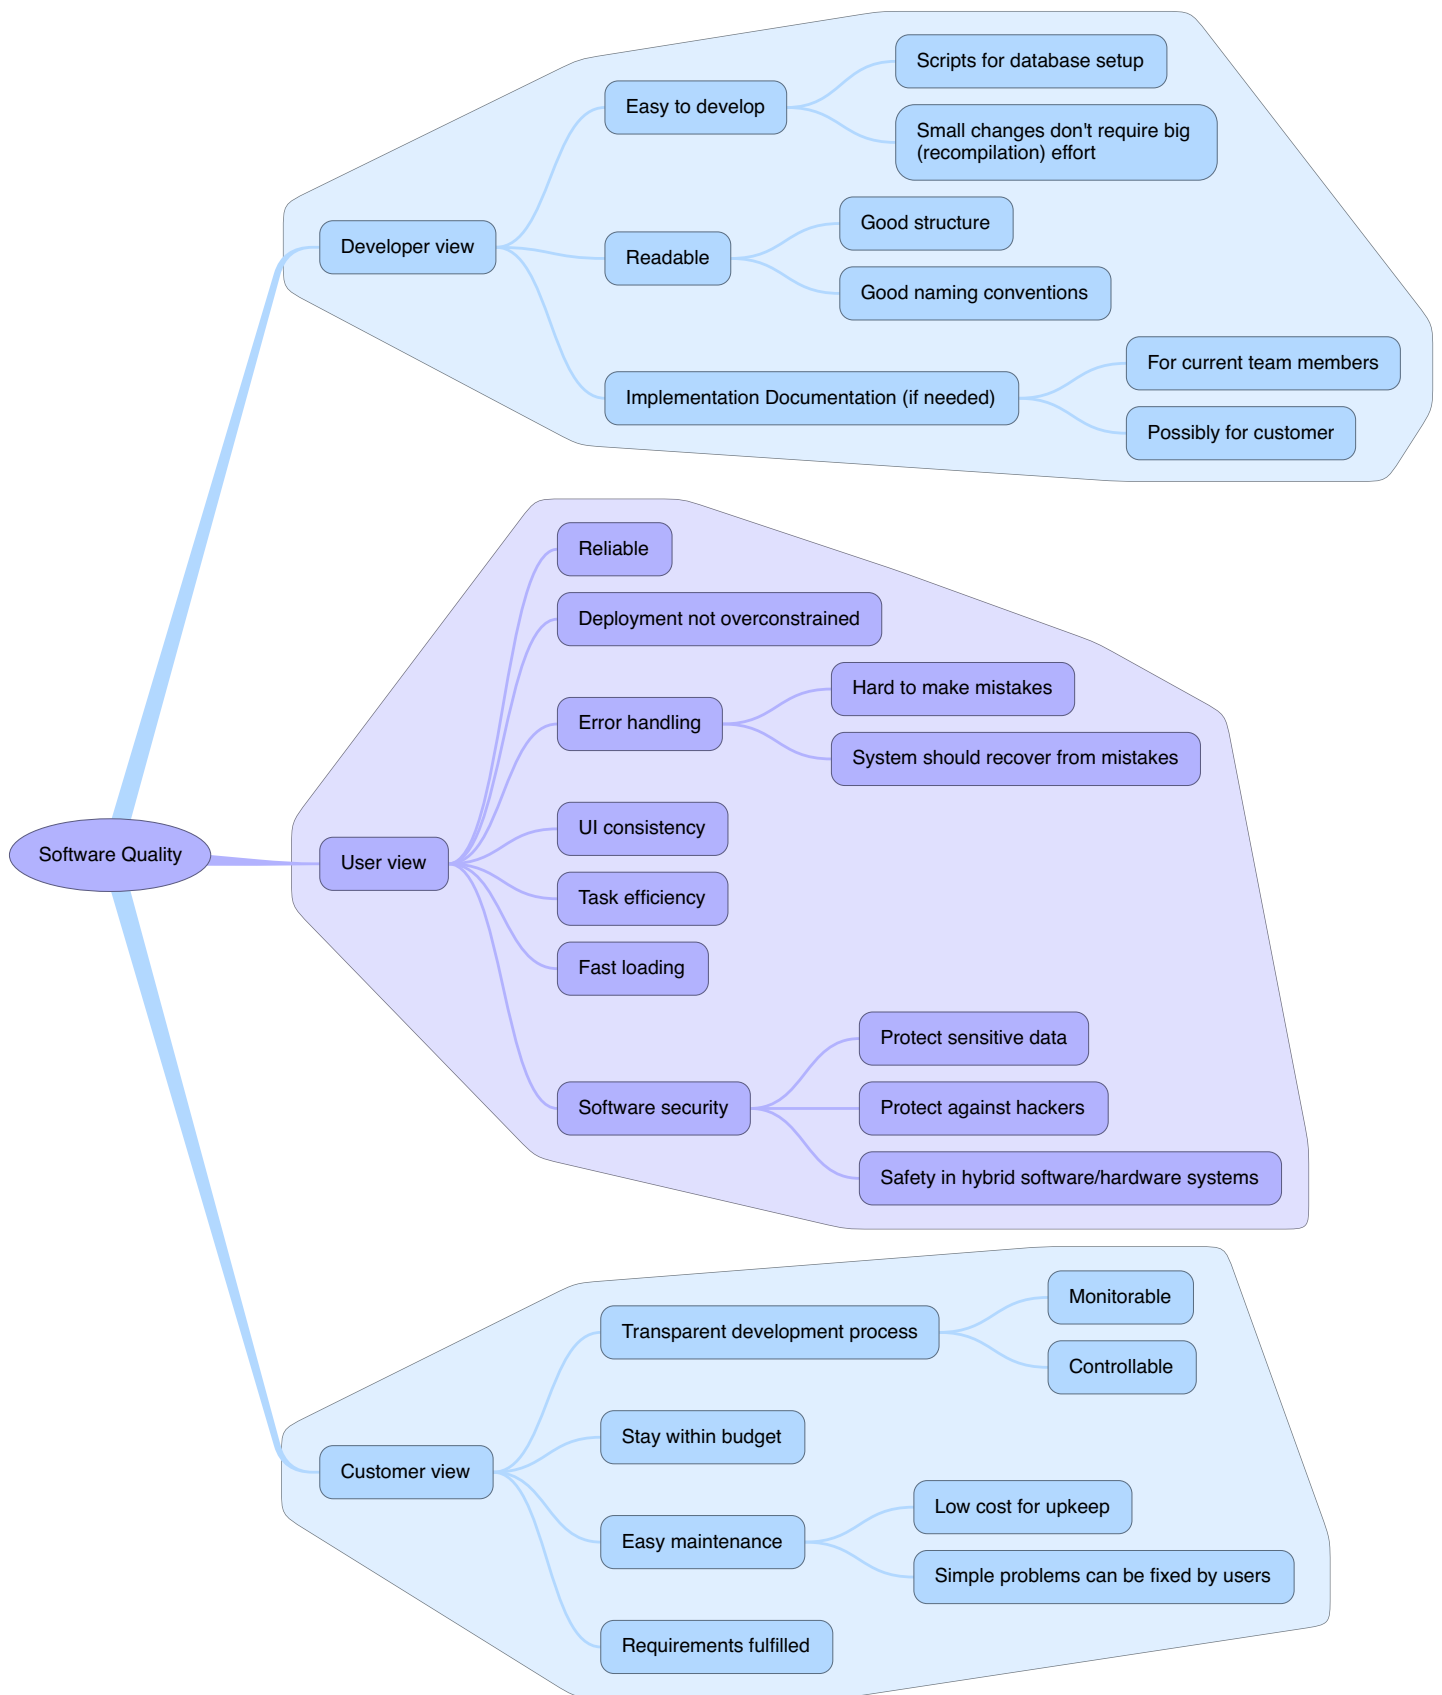 Software Quality
Developer view
Easy to develop
Scripts for database setup
Small changes don't require big
(recompilation) effort
Readable
Good structure
Good naming conventions
Implementation Documentation (if needed)
For current team members
Possibly for customer
User view
Reliable
Deployment not overconstrained
Error handling
Hard to make mistakes
System should recover from mistakes
UI consistency
Task efficiency
Fast loading
Software security
Protect sensitive data
Protect against hackers
Safety in hybrid software/hardware systems
Customer view
Transparent development process
Monitorable
Controllable
Stay within budget
Easy maintenance
Low cost for upkeep
Simple problems can be fixed by users
Requirements fulfilled